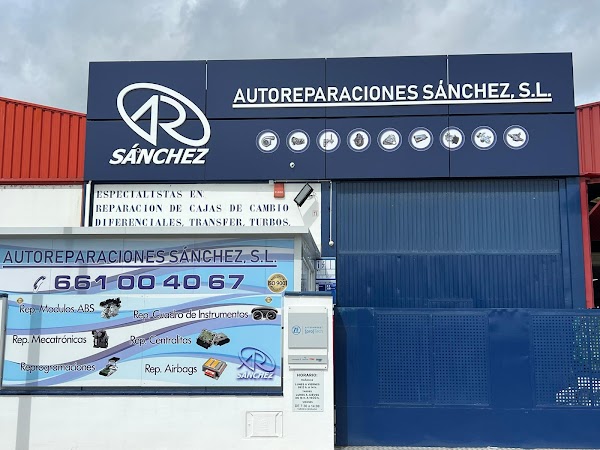 AUTOREPARACIONES SÁNCHEZ, S.L.
AR
SÁNCHEZ
ESPECIALISTAS EN
REPARACION DE CAJAS DE CAMBIO
DIFERENCIALES, TRANSFER, TURBOS.
AUTOREPARACIONES SÁNCHEZ, S.L.
661 00 40 67
ISO 9001
Rep. Modulos ABS
Rep. Cuadro de Instrumentos
Rep. Mecatrónicas
Rep. Centralitas
Reprogramaciones
Rep. Airbags
AR
SÁNCHEZ
HORARIO: